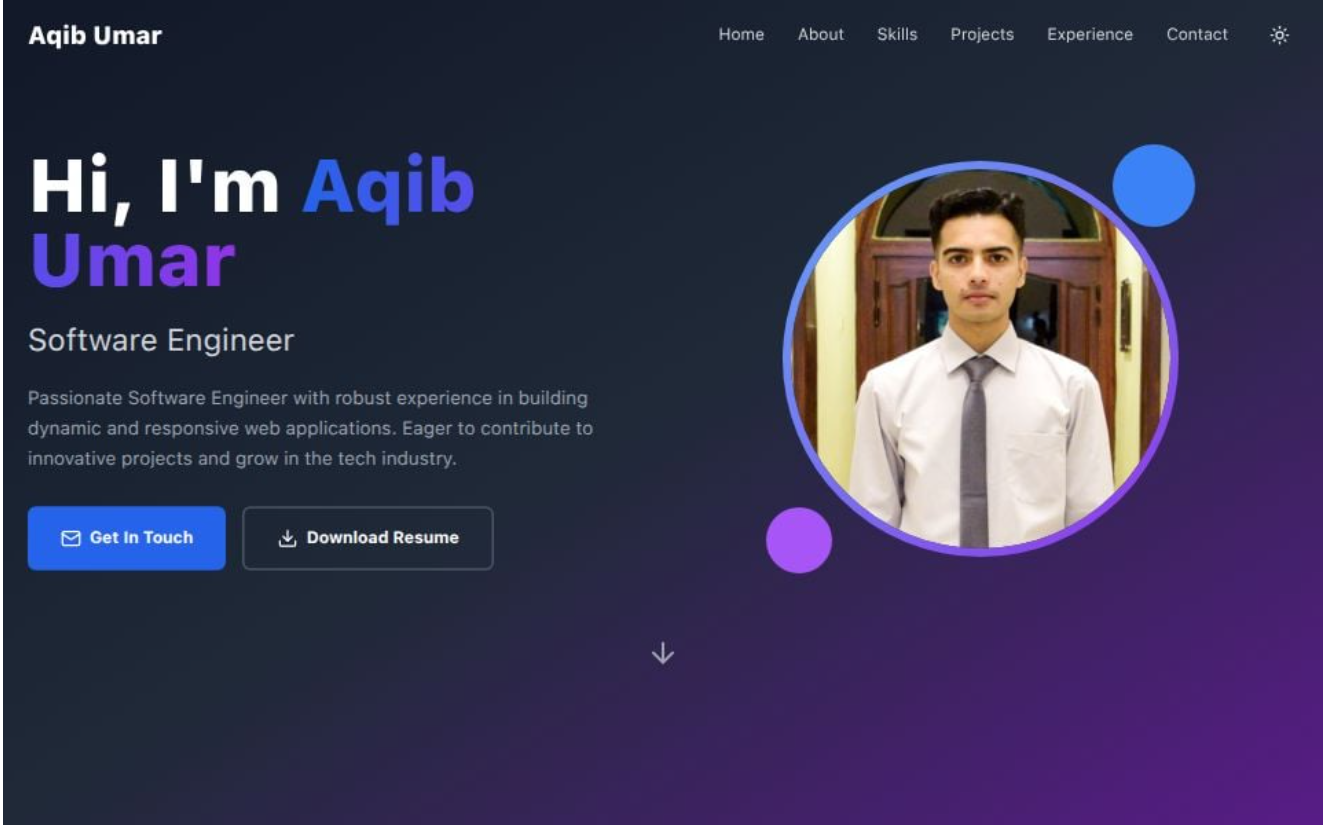 Aqib Umar
Home About Skills Projects Experience Contact
Hi, I'm Aqib
Umar
Software Engineer
Passionate Software Engineer with robust experience in building
dynamic and responsive web applications. Eager to contribute to
innovative projects and grow in the tech industry.
Get In Touch
Download Resume